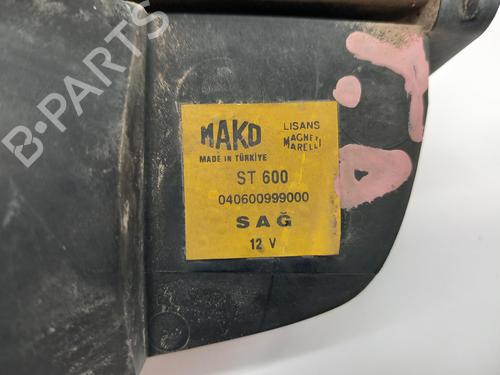 MAKO
MADE IN TÜRKİYE
LISANS
MAGNETI
MARELLI
ST 600
040600999000
SAĞ
12 V
B-PARTS